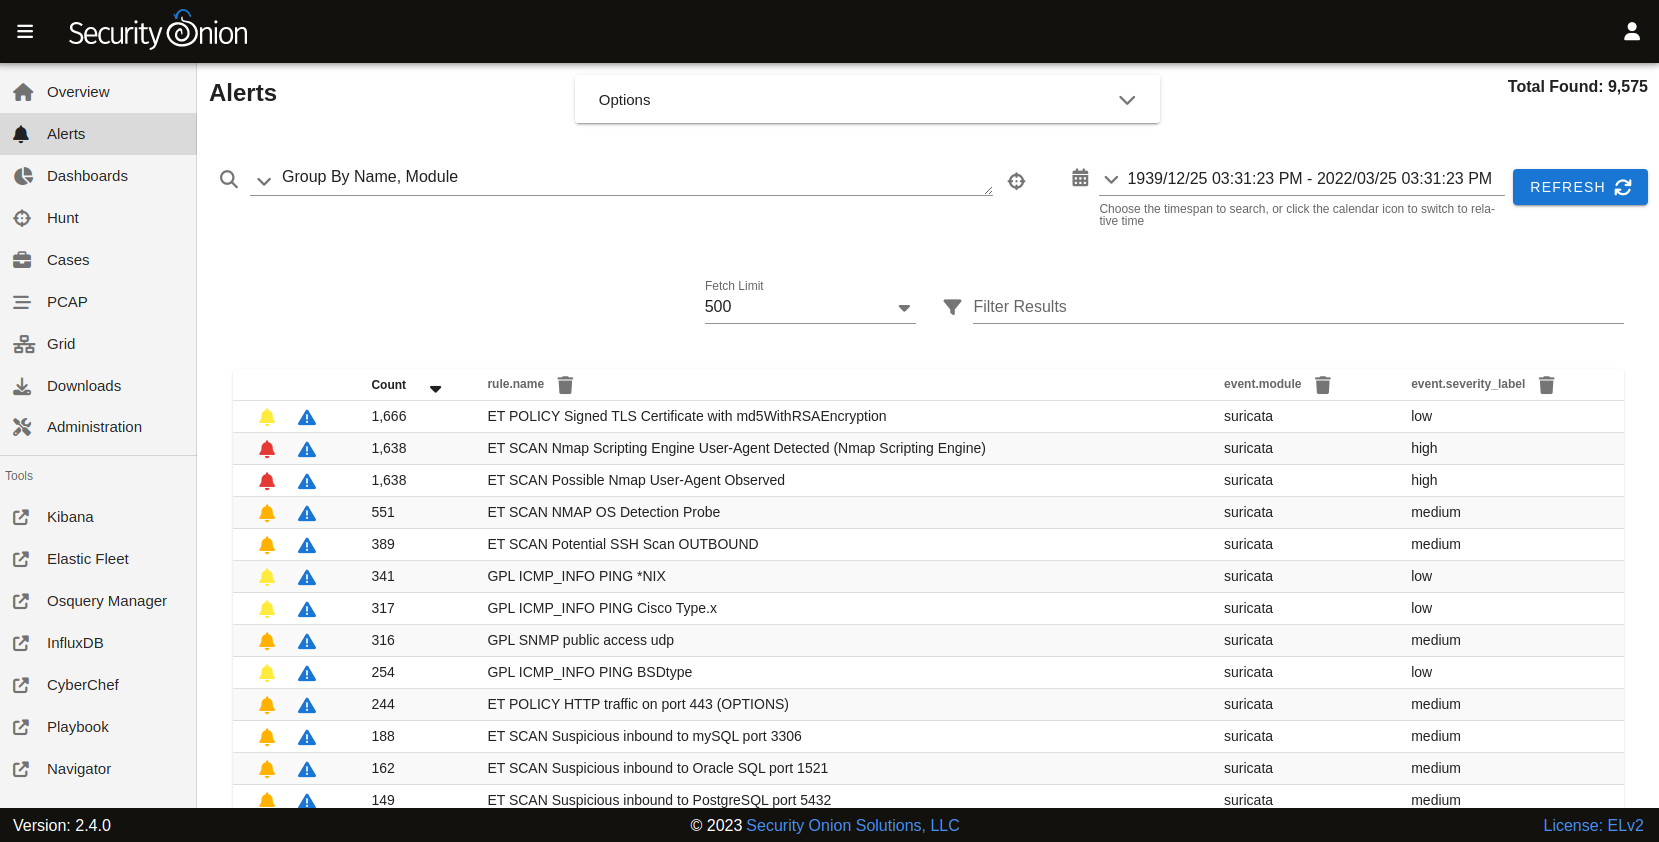 Security Onion
Overview
Alerts
Dashboards
Hunt
Cases
PCAP
Grid
Downloads
Administration
Tools
Kibana
Elastic Fleet
Osquery Manager
InfluxDB
CyberChef
Playbook
Navigator
Alerts
Options
Total Found: 9,575
Group By Name, Module
1939/12/25 03:31:23 PM - 2022/03/25 03:31:23 PM
REFRESH
Choose the timespan to search, or click the calendar icon to switch to rela-
tive time
Fetch Limit
500
Filter Results
Count rule.name event.module event.severity_label
1,666 ET POLICY Signed TLS Certificate with md5WithRSAEncryption suricata low
1,638 ET SCAN Nmap Scripting Engine User-Agent Detected (Nmap Scripting Engine) suricata high
1,638 ET SCAN Possible Nmap User-Agent Observed suricata high
551 ET SCAN NMAP OS Detection Probe suricata medium
389 ET SCAN Potential SSH Scan OUTBOUND suricata medium
341 GPL ICMP_INFO PING *NIX suricata low
317 GPL ICMP_INFO PING Cisco Type.x suricata low
316 GPL SNMP public access udp suricata medium
254 GPL ICMP_INFO PING BSDtype suricata low
244 ET POLICY HTTP traffic on port 443 (OPTIONS) suricata medium
188 ET SCAN Suspicious inbound to mySQL port 3306 suricata medium
162 ET SCAN Suspicious inbound to Oracle SQL port 1521 suricata medium
149 ET SCAN Suspicious inbound to PostgreSQL port 5432 suricata medium
Version: 2.4.0
© 2023 Security Onion Solutions, LLC
License: ELv2